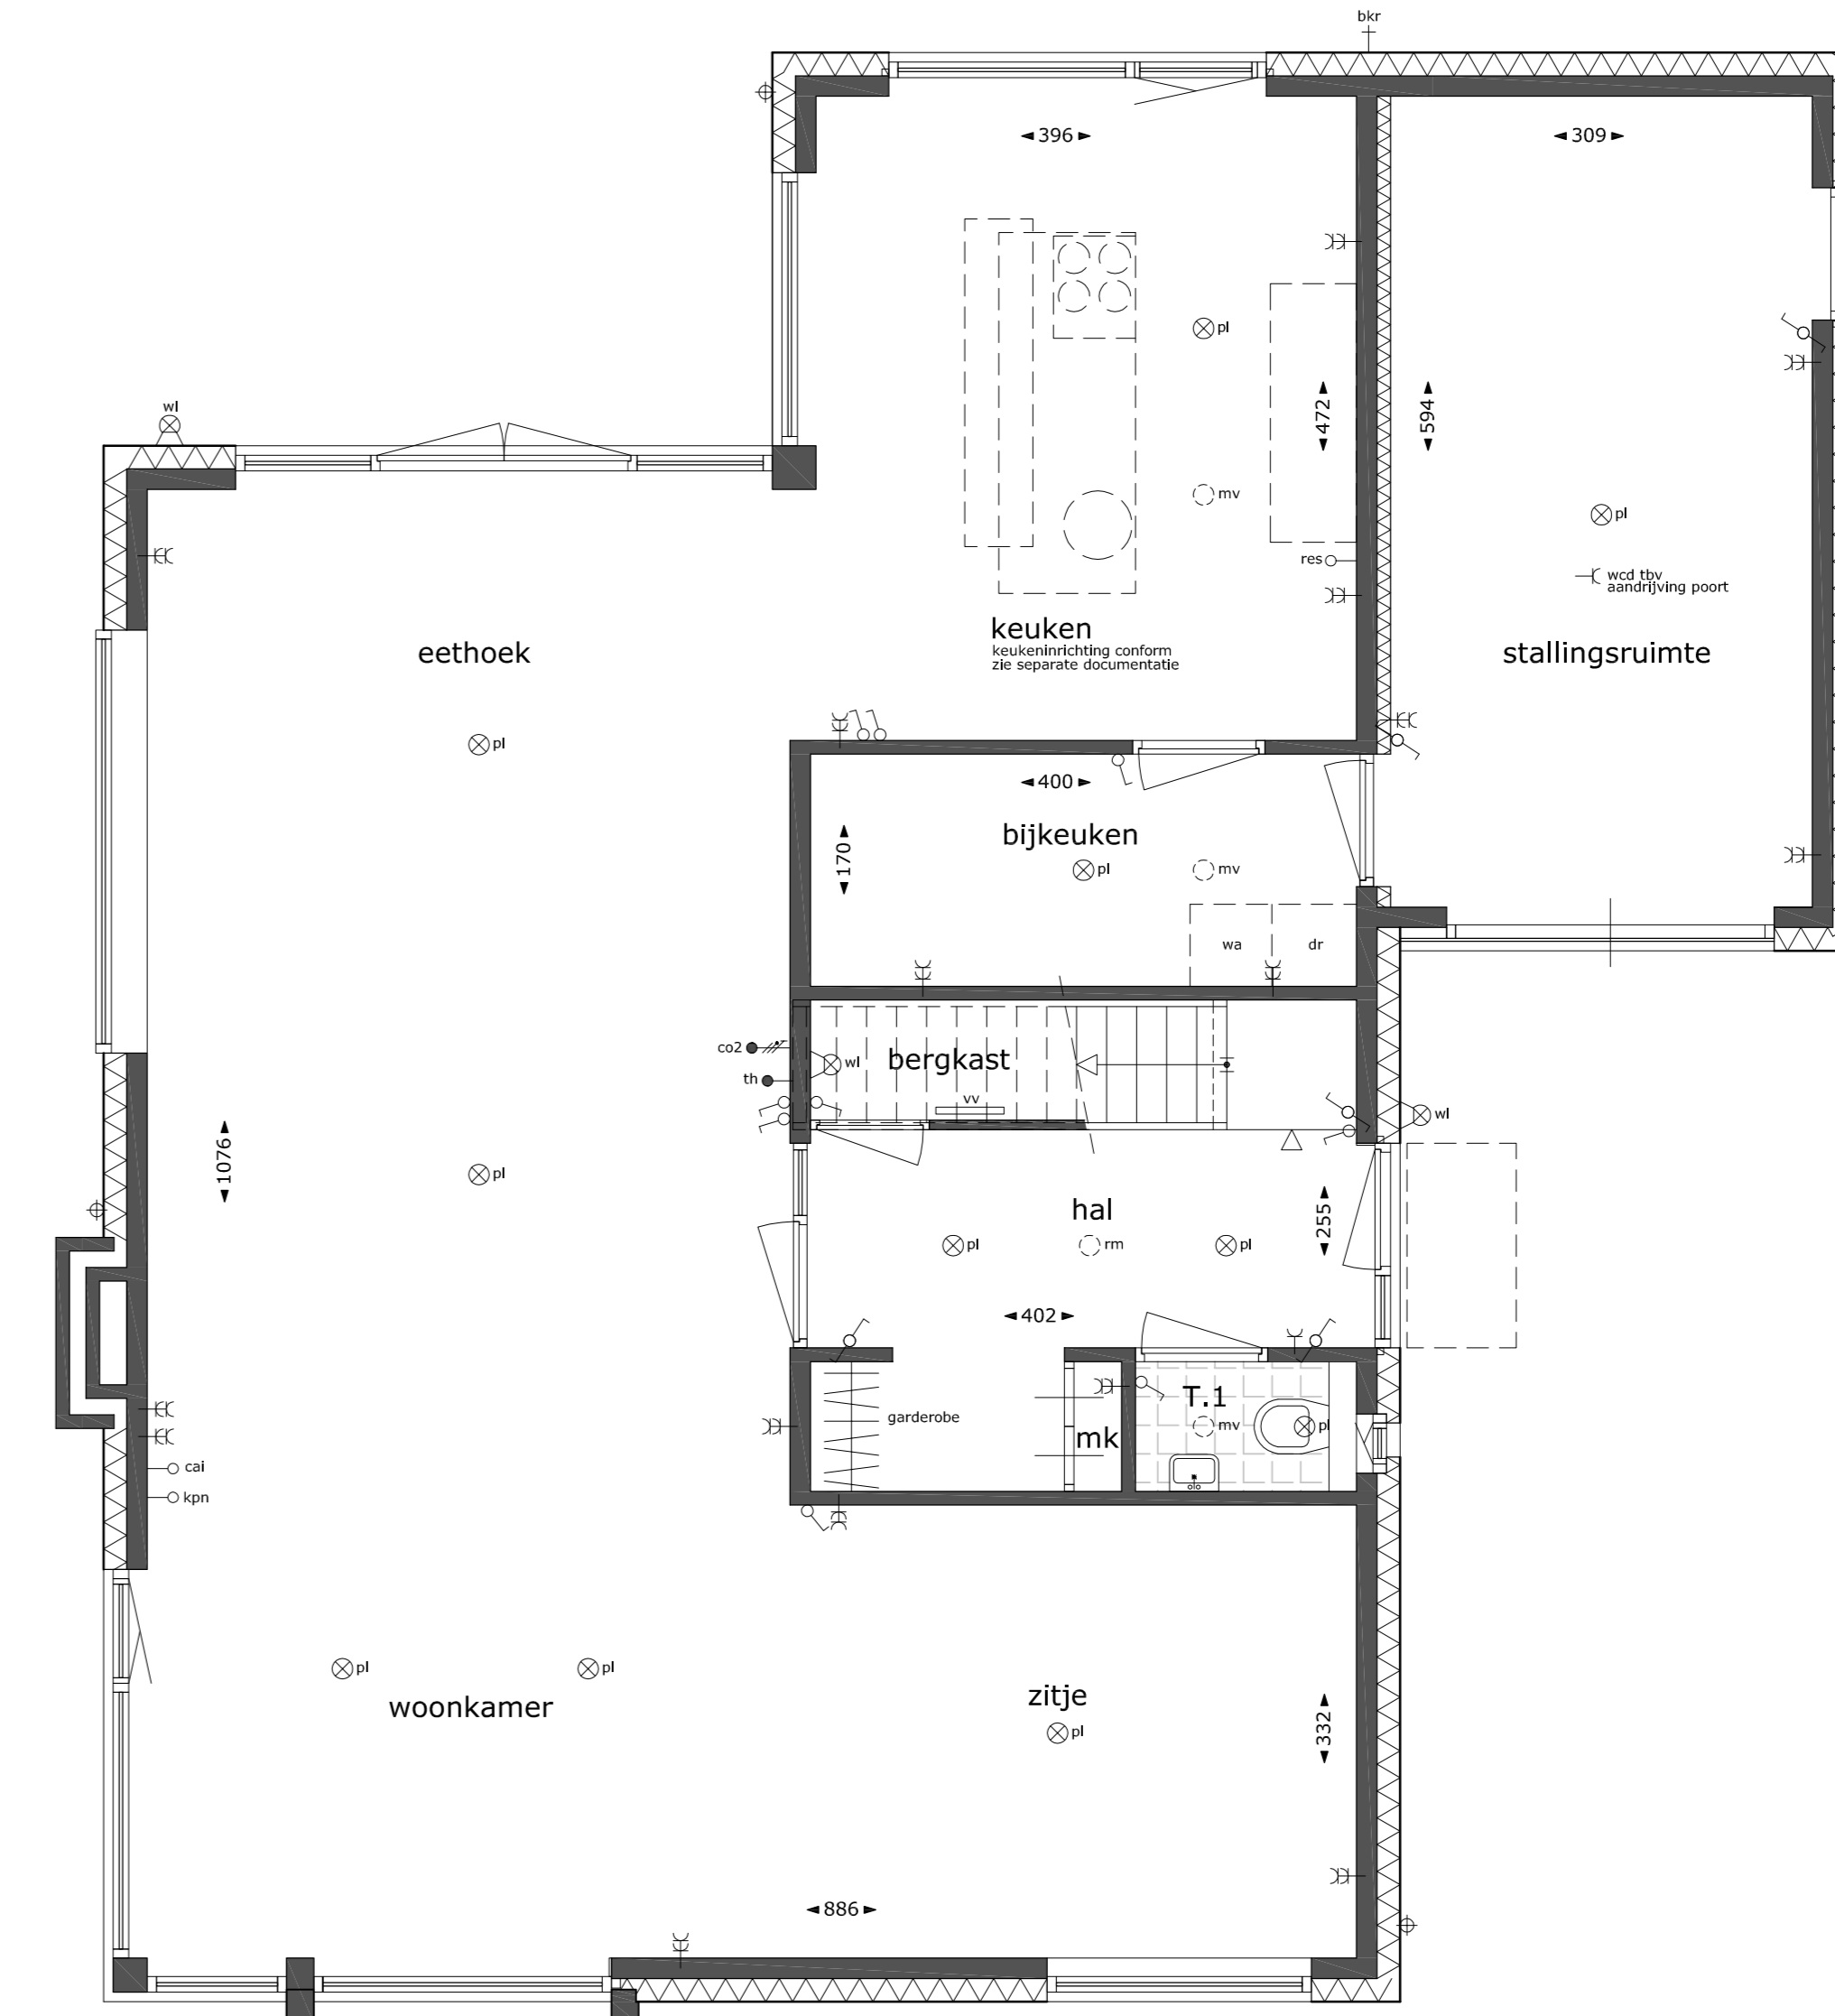 bkr
396
309
pl
472
594
wl
mv
pl
res
wcd tbv
aandrijving poort
keuken
keukeninrichting conform
zie separate documentatie
eethoek
stallingsruimte
pl
400
bijkeuken
170
pl
mv
wa
dr
co2
wl
bergkast
th
vv
wl
1076
pl
hal
255
pl
rm
pl
402
T.1
garderobe
mv
pl
mk
cai
kpn
pl
pl
woonkamer
zitje
pl
332
886